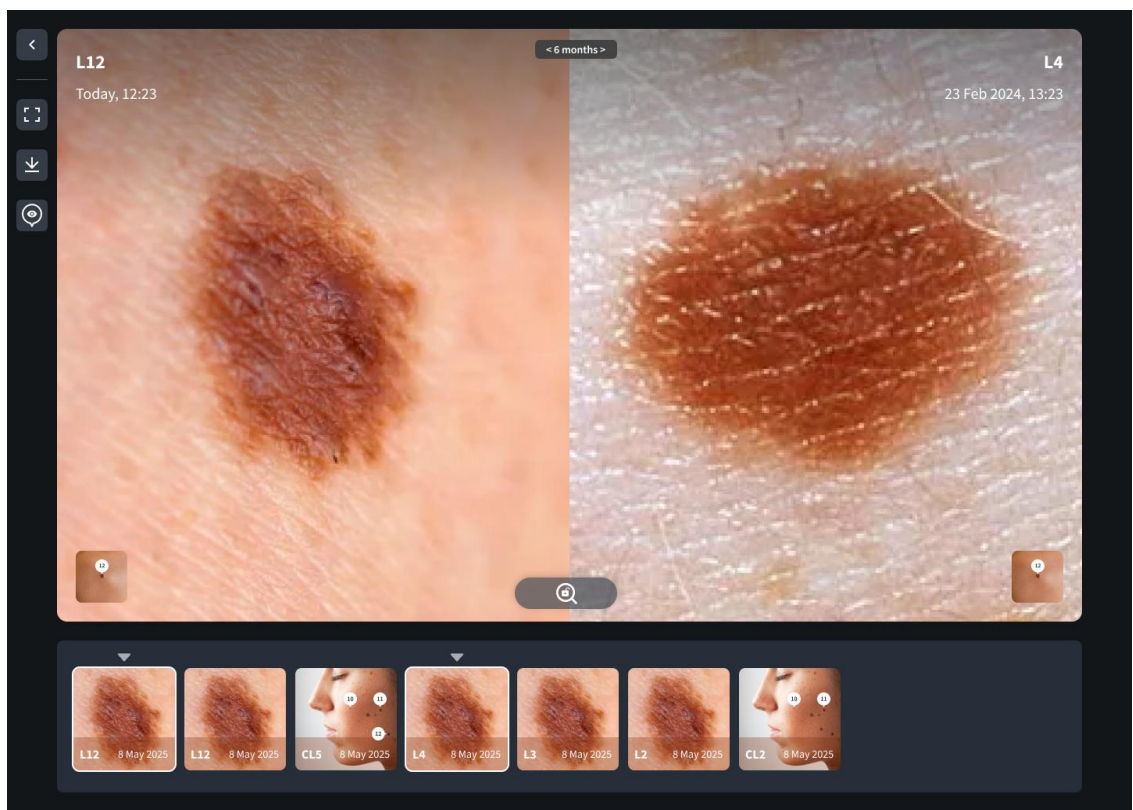 < 6 months >
L12
L4
Today, 12:23
23 Feb 2024, 13:23
12
12
10
11
12
10
11
L12 8 May 2025
L12 8 May 2025
CL5 8 May 2025
L4 8 May 2025
L3 8 May 2025
L2 8 May 2025
CL2 8 May 2025